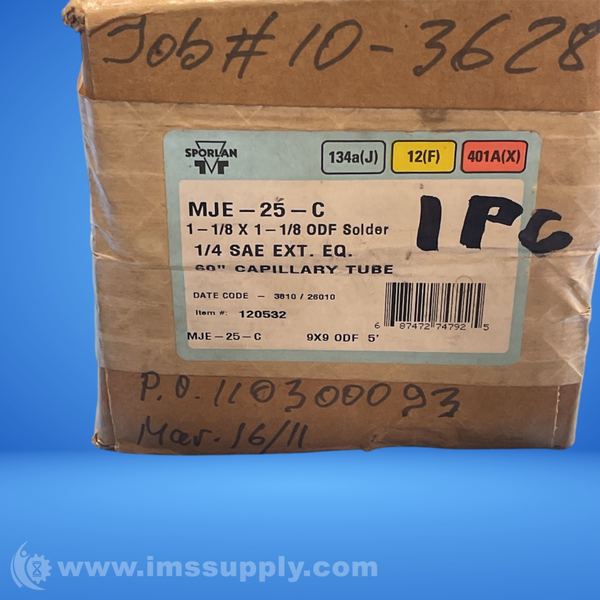 Job # 10-3628
SPORLAN
134a(J) 12(F) 401A(X)
MJE-25-C
1-1/8 X 1-1/8 ODF Solder
1/4 SAE EXT. EQ.
60" CAPILLARY TUBE
1 PC
DATE CODE - 3810 / 26010
Item #: 120532
6 87472 74792 5
MJE-25-C 9X9 ODF 5'
P.O. 110300093
Mar. 16/11
www.imssupply.com